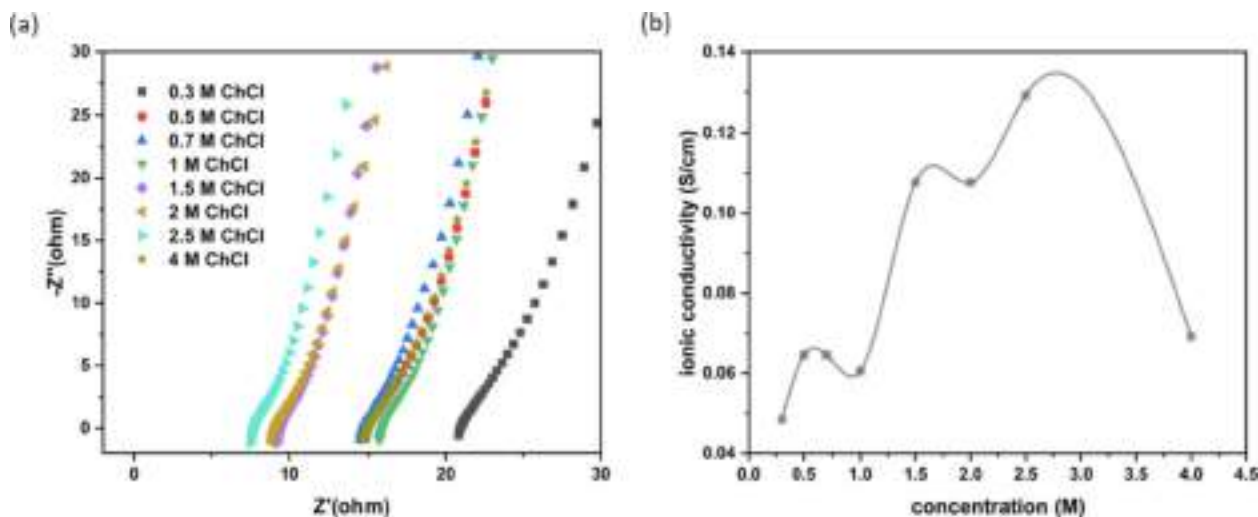 (a)
30
25
20
15
10
5
0
-Z''(ohm)
0.3 M ChCl
0.5 M ChCl
0.7 M ChCl
1 M ChCl
1.5 M ChCl
2 M ChCl
2.5 M ChCl
4 M ChCl
0 10 20 30
Z'(ohm)
(b)
0.14
0.12
0.10
0.08
0.06
0.04
ionic conductivity (S/cm)
0.0 0.5 1.0 1.5 2.0 2.5 3.0 3.5 4.0 4.5
concentration (M)